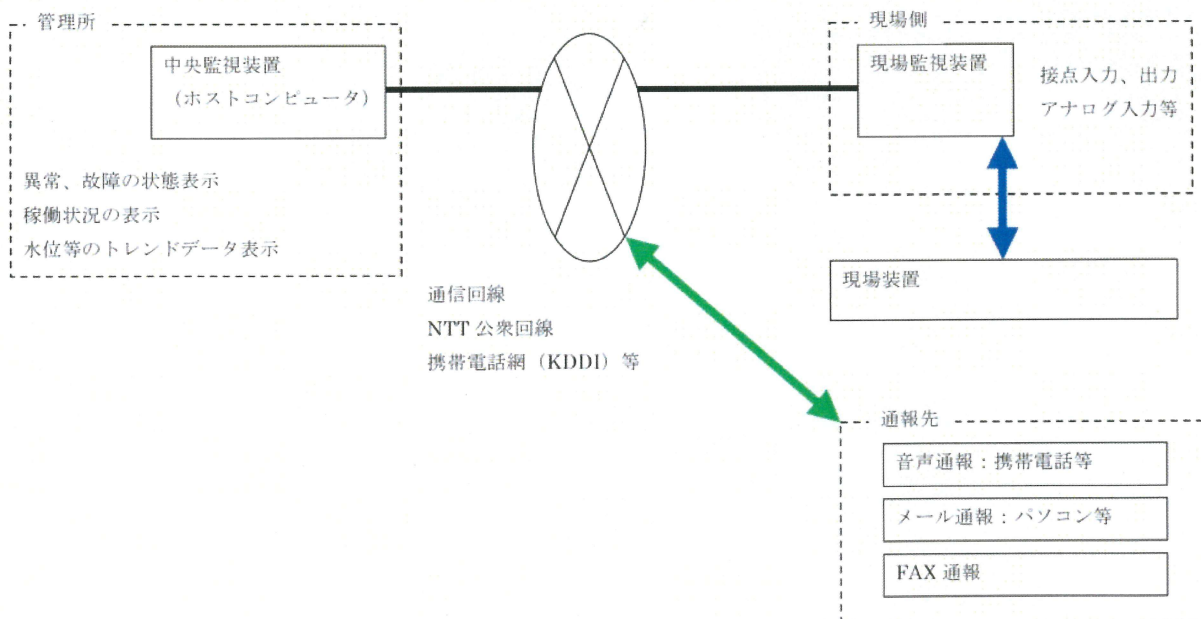 管理所
中央監視装置
（ホストコンピュータ）
異常、故障の状態表示
稼働状況の表示
水位等のトレンドデータ表示
通信回線
NTT 公衆回線
携帯電話網（KDDI）等
現場側
現場監視装置
接点入力、出力
アナログ入力等
現場装置
通報先
音声通報：携帯電話等
メール通報：パソコン等
FAX 通報